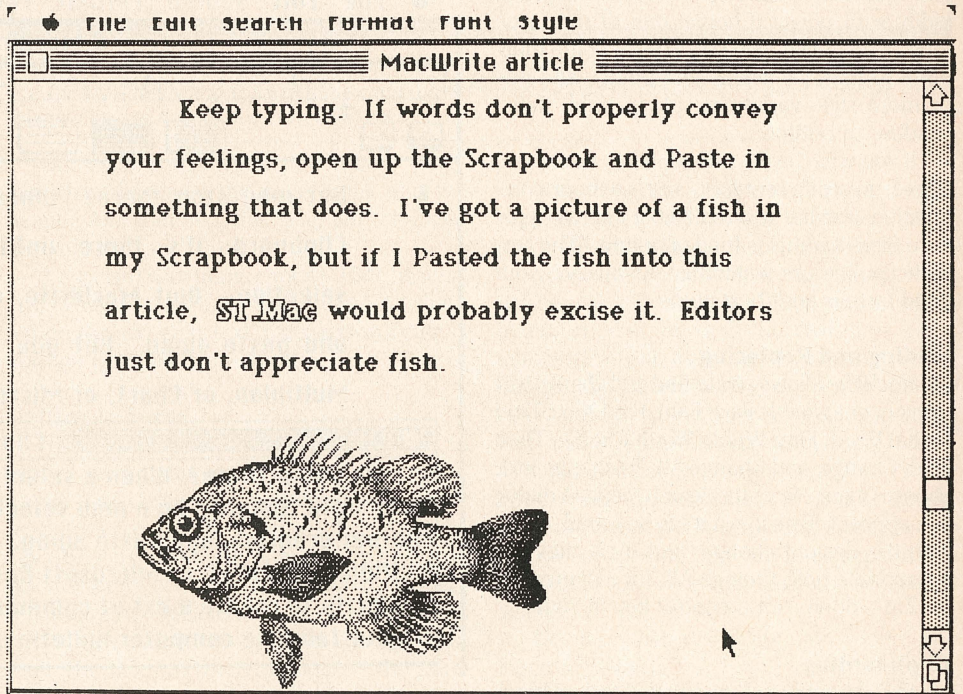 File Edit Search Format Font Style
MacWrite article
Keep typing. If words don't properly convey
your feelings, open up the Scrapbook and Paste in
something that does. I've got a picture of a fish in
my Scrapbook, but if I Pasted the fish into this
article, ST.Mac would probably excise it. Editors
just don't appreciate fish.